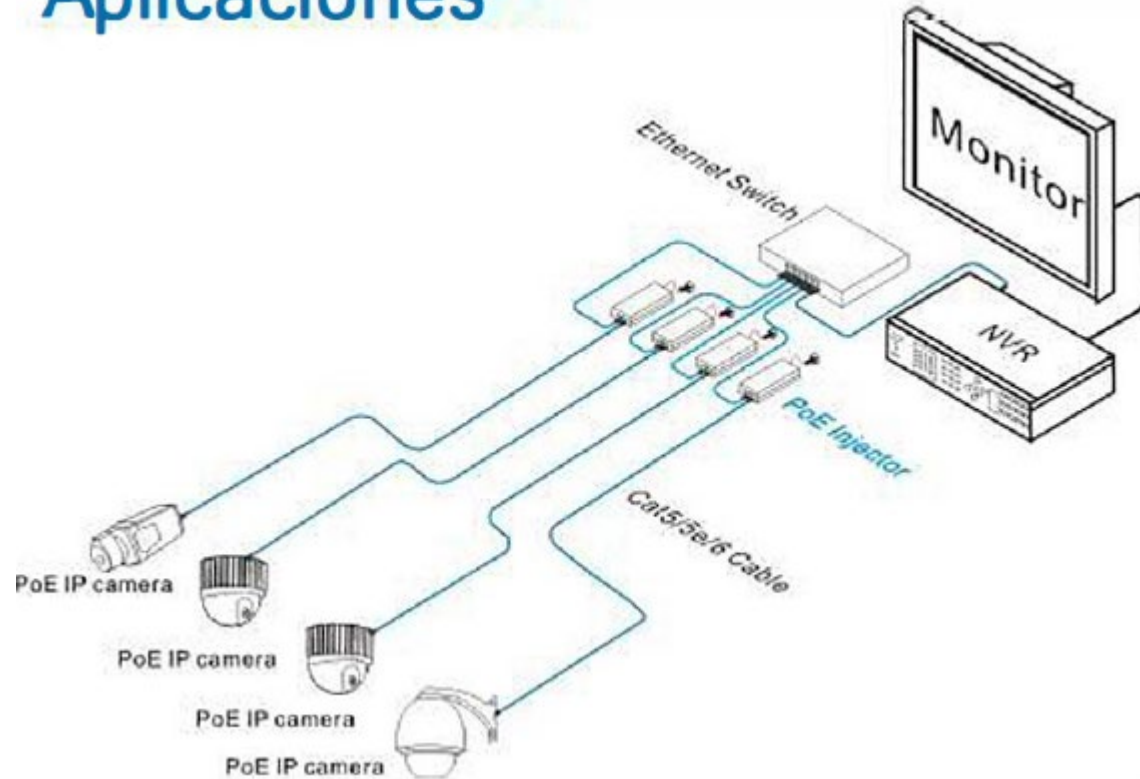 Aplicaciones
Monitor
Ethernet Switch
NVR
PoE Injector
Cat5/5e/6 Cable
PoE IP camera
PoE IP camera
PoE IP camera
PoE IP camera